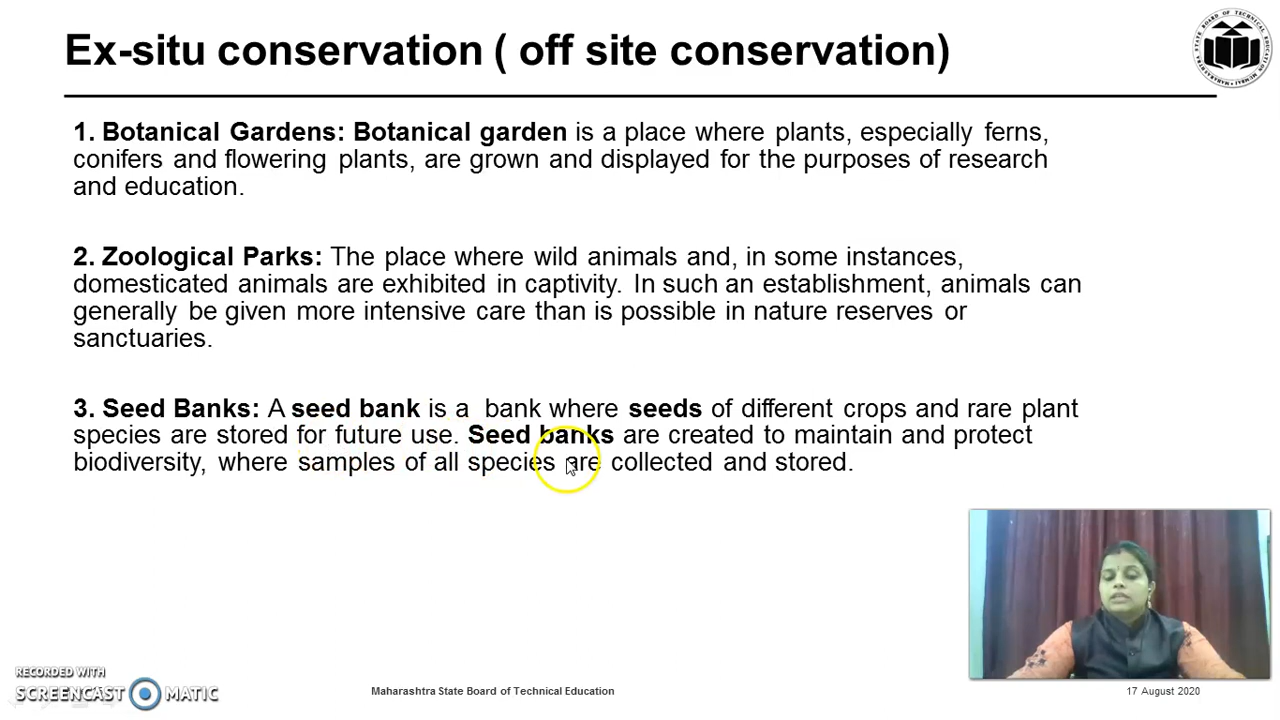 Ex-situ conservation ( off site conservation)
1. Botanical Gardens: Botanical garden is a place where plants, especially ferns,
conifers and flowering plants, are grown and displayed for the purposes of research
and education.
2. Zoological Parks: The place where wild animals and, in some instances,
domesticated animals are exhibited in captivity. In such an establishment, animals can
generally be given more intensive care than is possible in nature reserves or
sanctuaries.
3. Seed Banks: A seed bank is a  bank where seeds of different crops and rare plant
species are stored for future use. Seed banks are created to maintain and protect
biodiversity, where samples of all species are collected and stored.
RECORDED WITH
SCREENCAST MATIC
Maharashtra State Board of Technical Education
17 August 2020